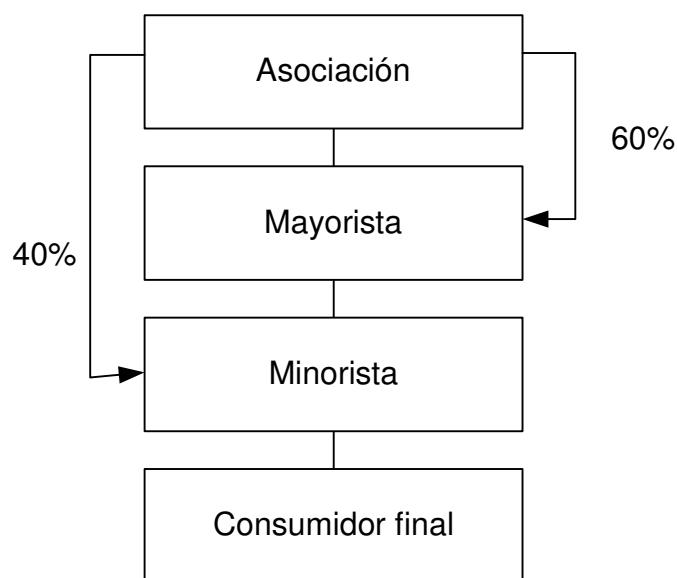 Asociación
60%
Mayorista
40%
Minorista
Consumidor final